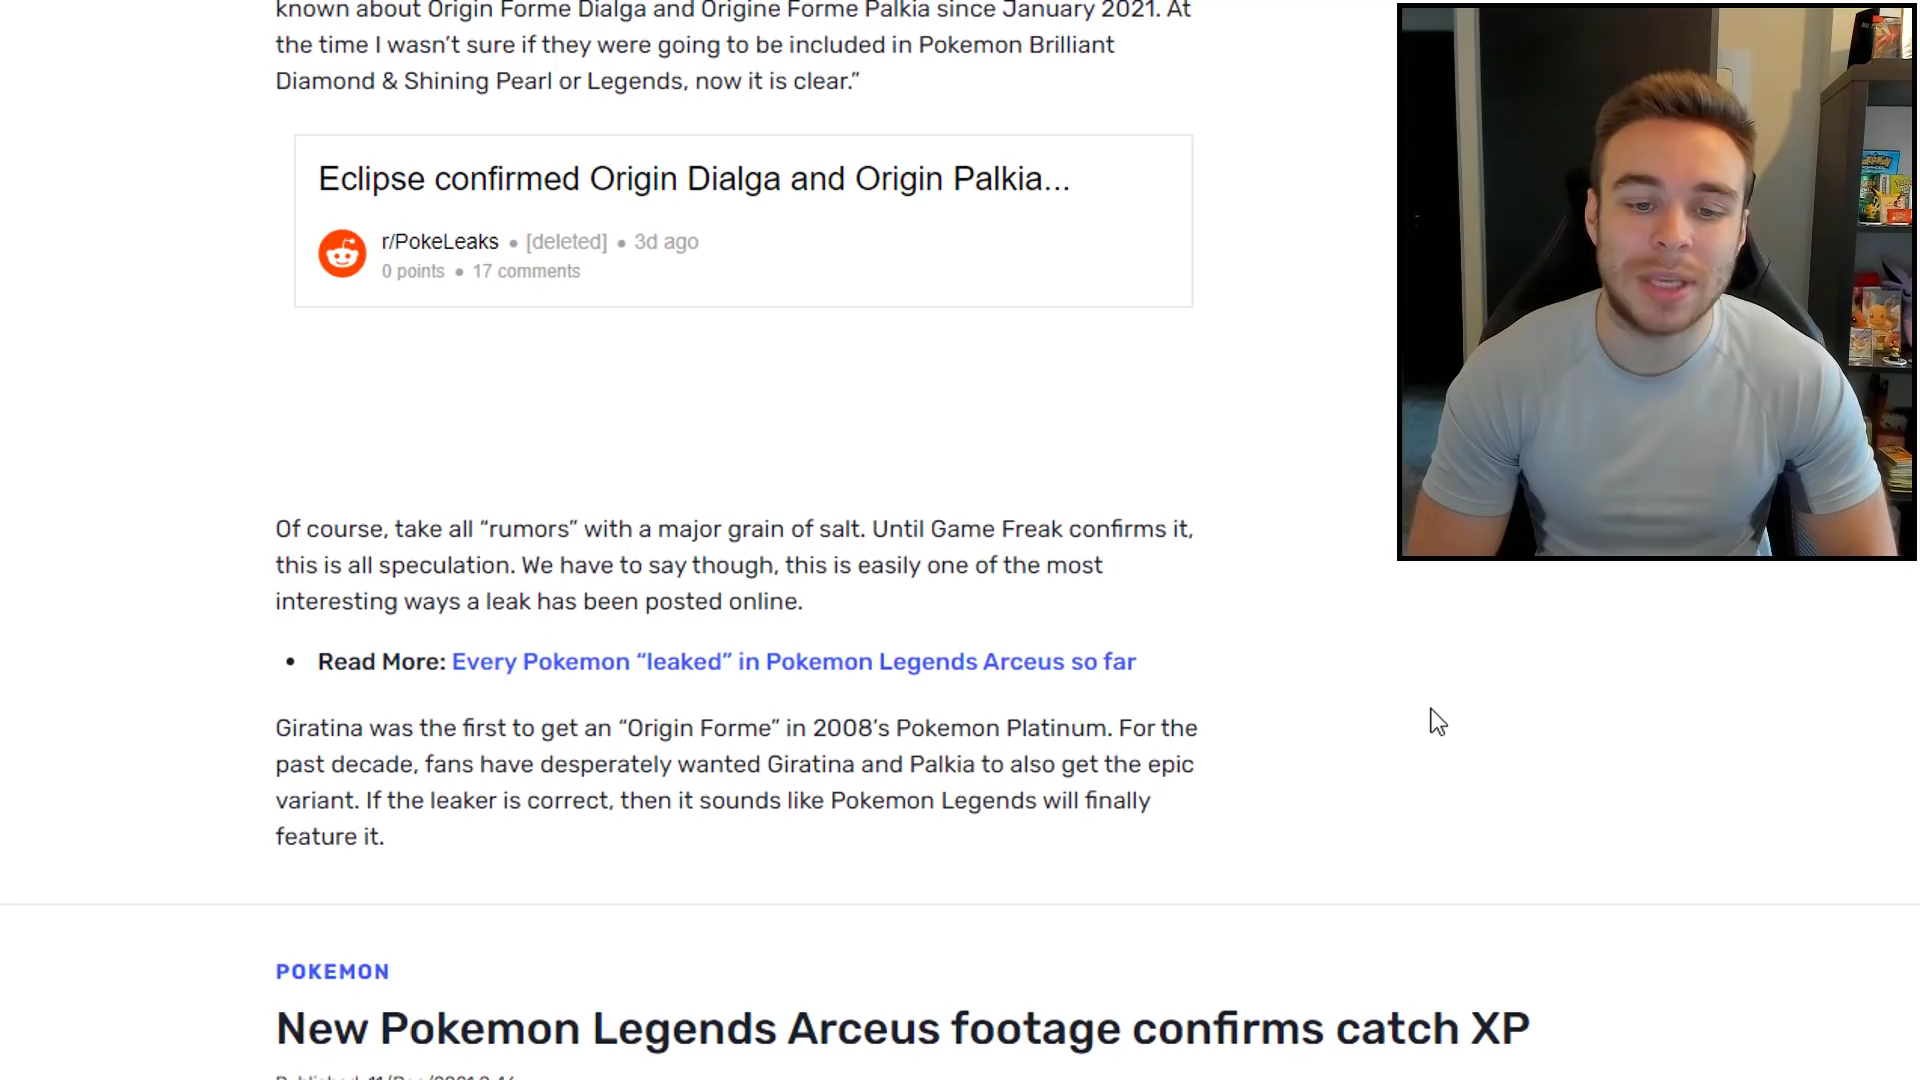 known about Origin Forme Dialga and Origine Forme Palkia since January 2021. At
the time I wasn’t sure if they were going to be included in Pokemon Brilliant
Diamond & Shining Pearl or Legends, now it is clear.”
Eclipse confirmed Origin Dialga and Origin Palkia...
r/PokeLeaks • [deleted] • 3d ago
0 points • 17 comments
Of course, take all “rumors” with a major grain of salt. Until Game Freak confirms it,
this is all speculation. We have to say though, this is easily one of the most
interesting ways a leak has been posted online.
• Read More: Every Pokemon “leaked” in Pokemon Legends Arceus so far
Giratina was the first to get an “Origin Forme” in 2008’s Pokemon Platinum. For the
past decade, fans have desperately wanted Giratina and Palkia to also get the epic
variant. If the leaker is correct, then it sounds like Pokemon Legends will finally
feature it.
POKEMON
New Pokemon Legends Arceus footage confirms catch XP